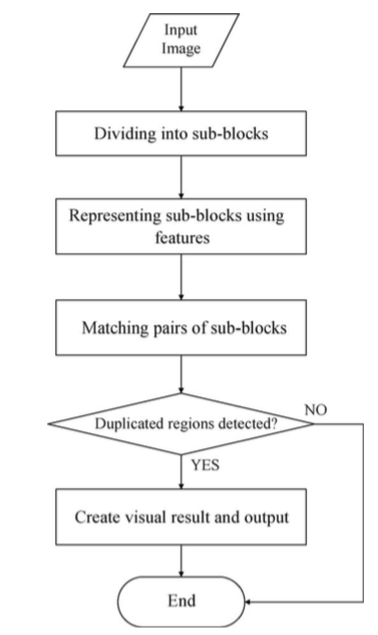 Input
Image
Dividing into sub-blocks
Representing sub-blocks using
features
Matching pairs of sub-blocks
Duplicated regions detected?
NO
YES
Create visual result and output
End